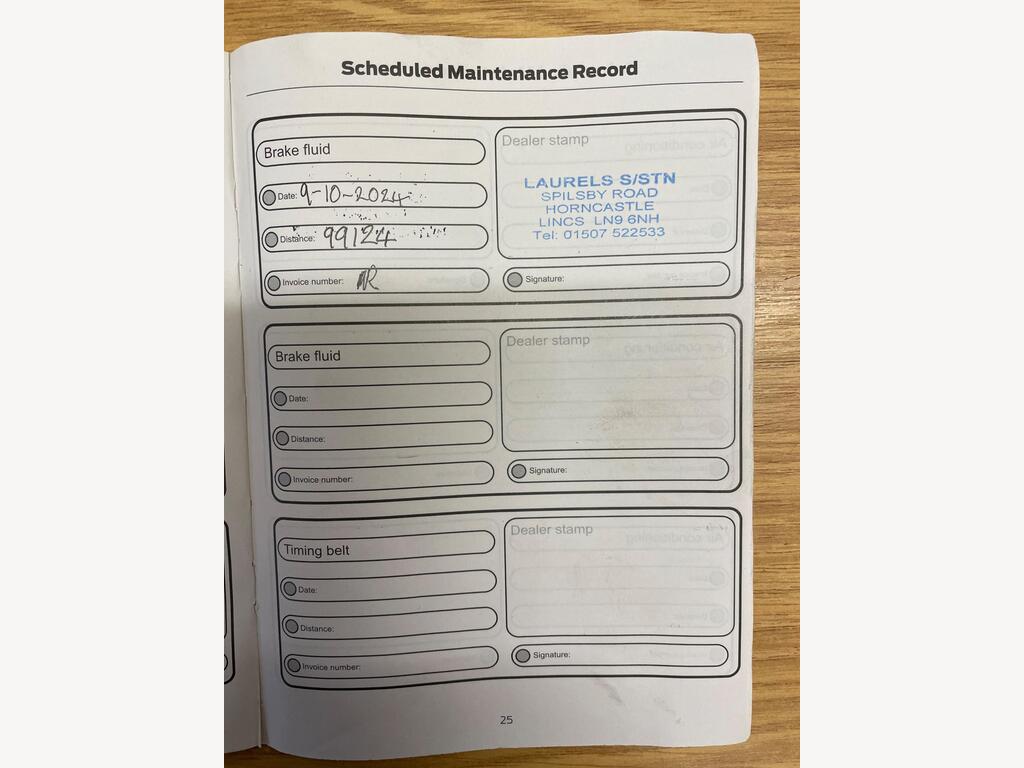 Scheduled Maintenance Record
Brake fluid
Date: 9-10-2024
Distance: 99124
Invoice number:
Dealer stamp
LAURELS S/STN
SPILSBY ROAD
HORNCASTLE
LINCS LN9 6NH
Tel: 01507 522533
Signature:
Brake fluid
Date:
Distance:
Invoice number:
Dealer stamp
Signature:
Timing belt
Date:
Distance:
Invoice number:
Dealer stamp
Signature:
25